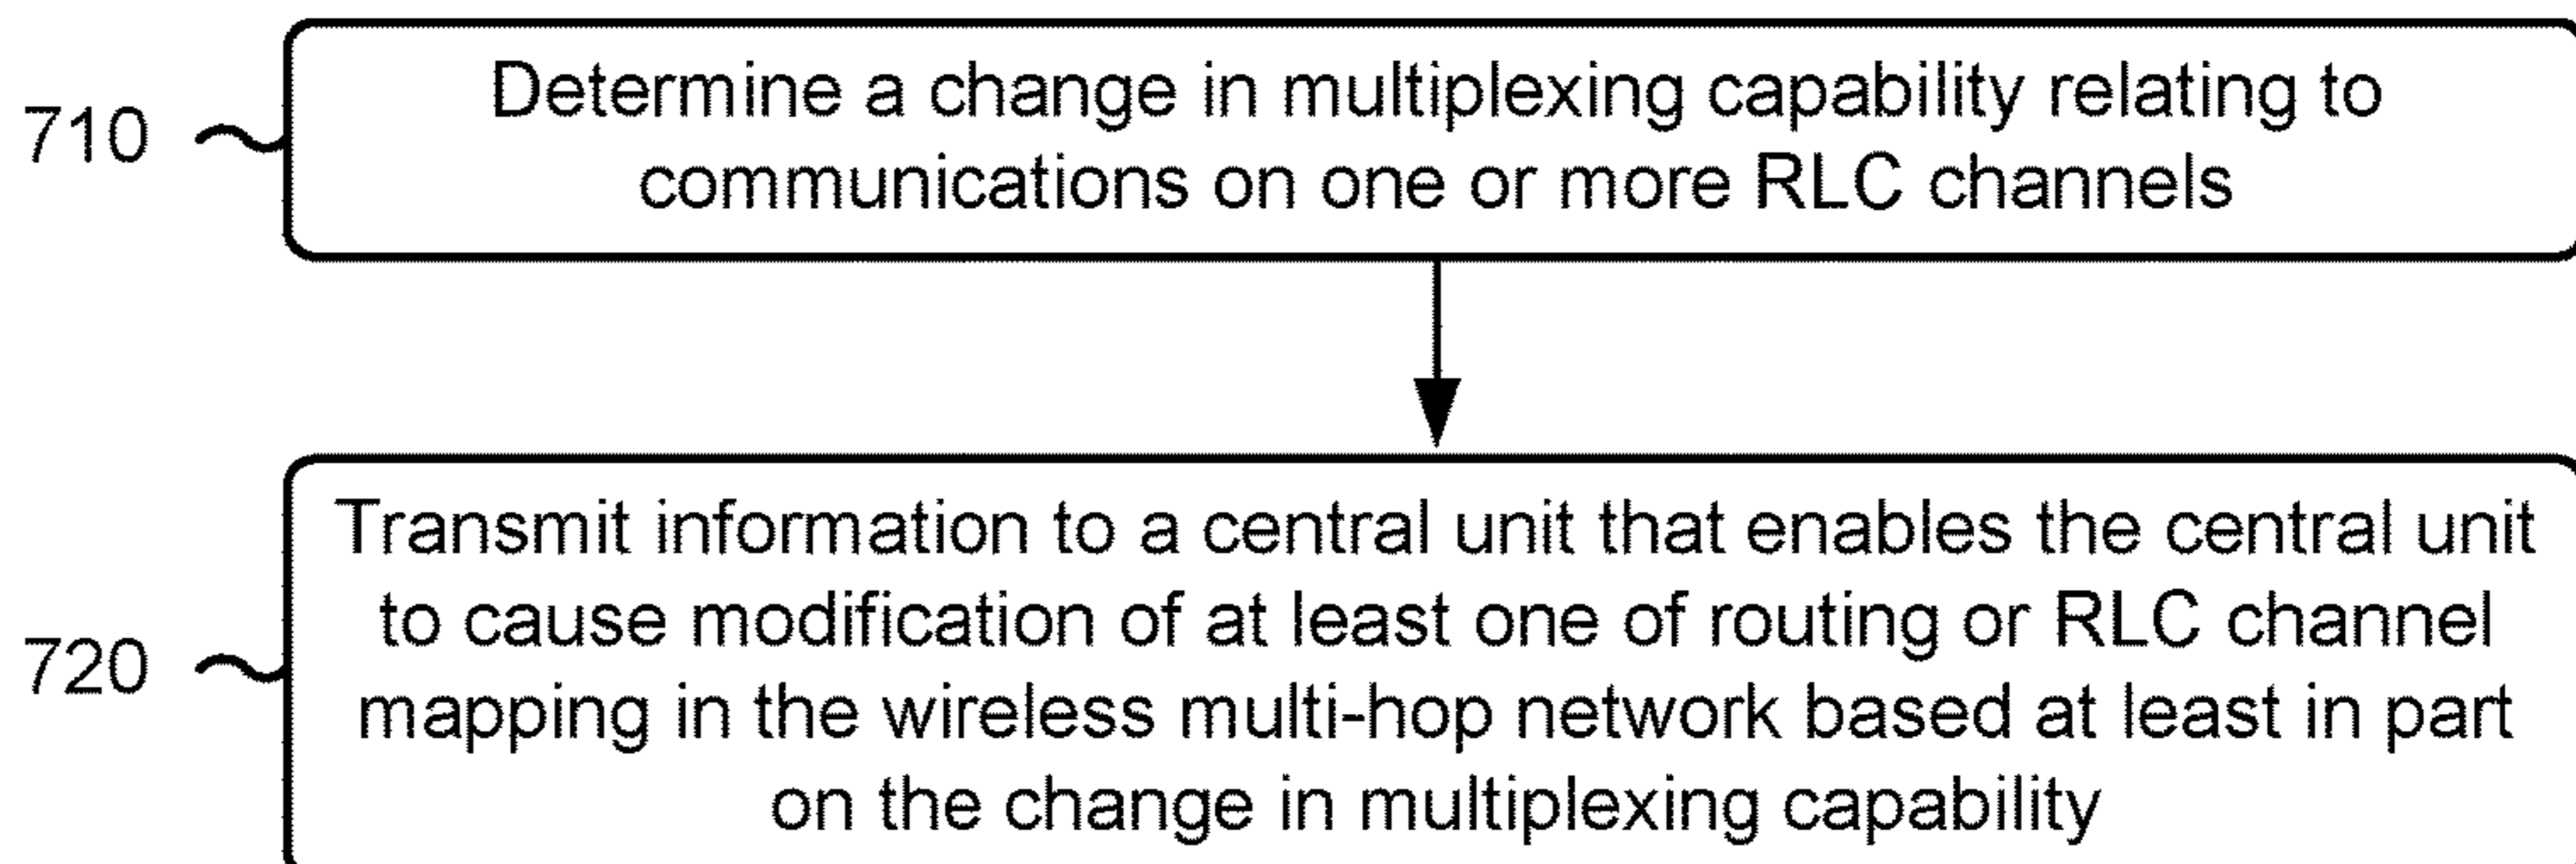 710
Determine a change in multiplexing capability relating to
communications on one or more RLC channels
720
Transmit information to a central unit that enables the central unit
to cause modification of at least one of routing or RLC channel
mapping in the wireless multi-hop network based at least in part
on the change in multiplexing capability